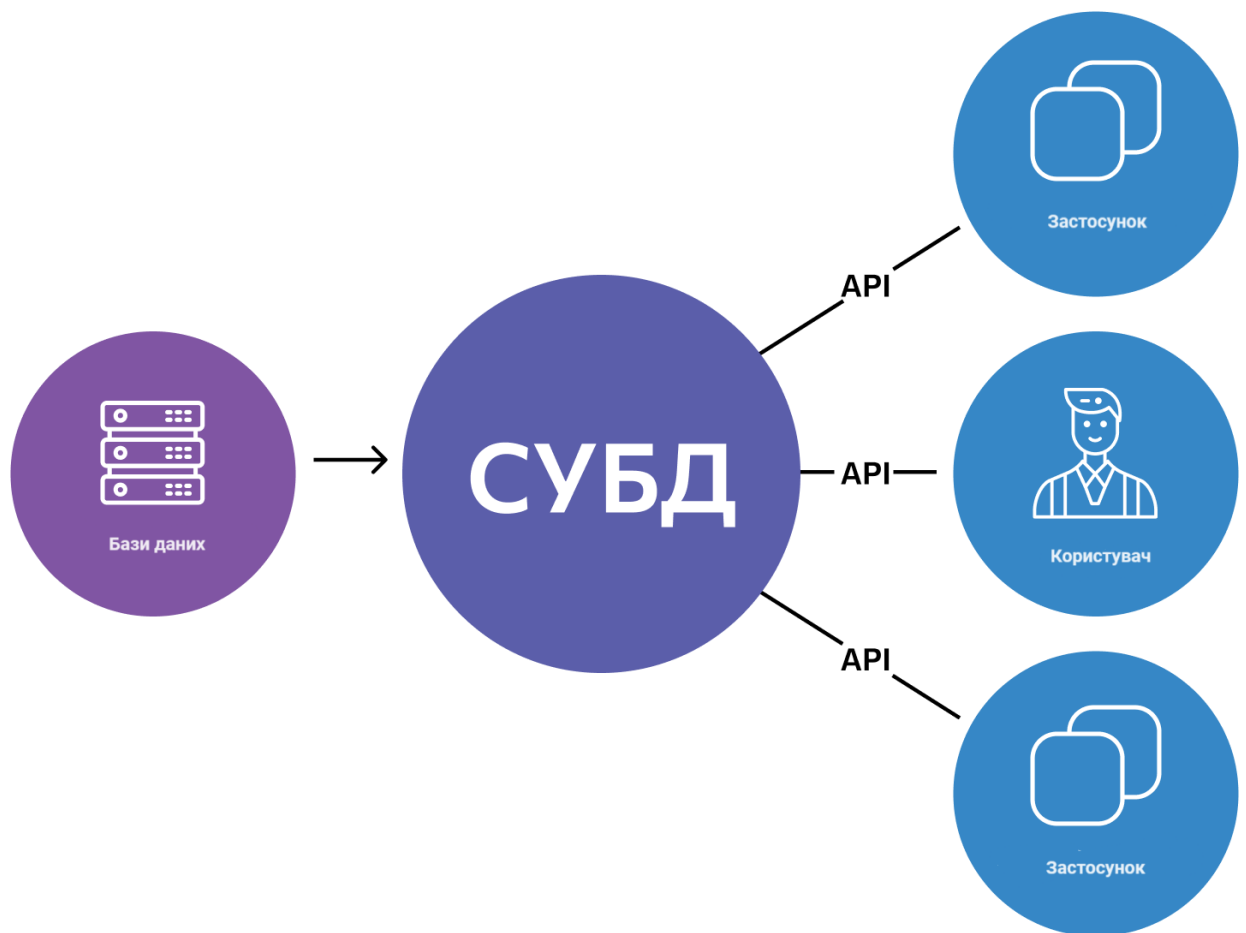 Застосунок
API
Бази даних
СУБД
API
Користувач
API
Застосунок